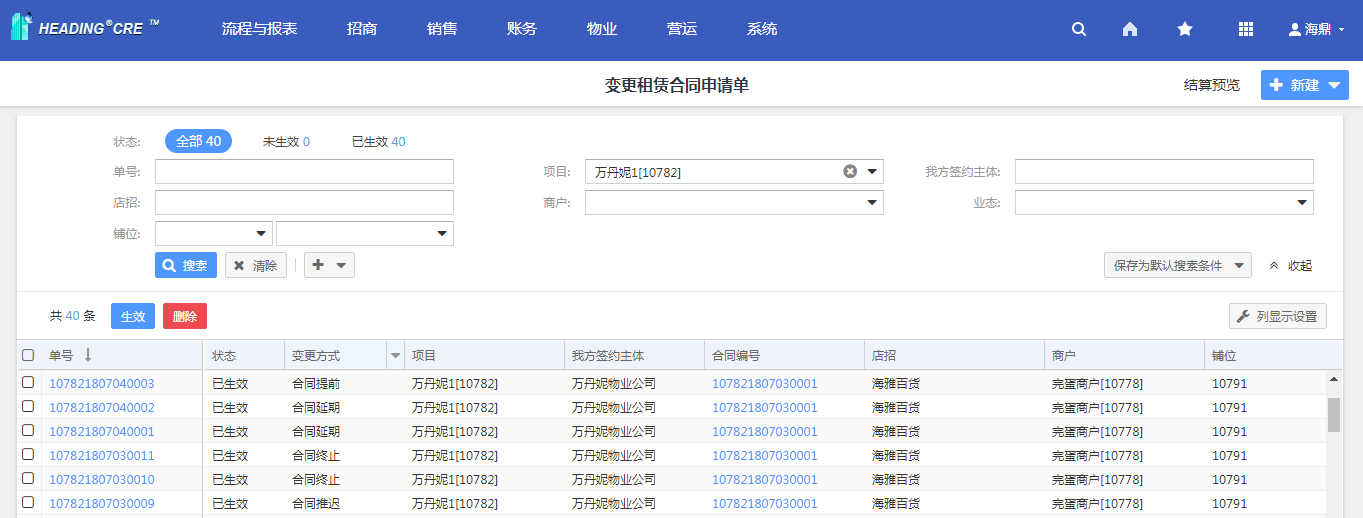 HEADING®CRE ™ 流程与报表 招商 销售 账务 物业 营运 系统 海鼎
变更租赁合同申请单 结算预览 新建
状态: 全部 40 未生效 0 已生效 40
单号: 项目: 万丹妮1[10782] 我方签约主体:
店招: 商户: 业态:
铺位:
搜索 清除 保存为默认搜索条件 收起
共 40 条 生效 删除 列显示设置
单号 状态 变更方式 项目 我方签约主体 合同编号 店招 商户 铺位
107821807040003 已生效 合同提前 万丹妮1[10782] 万丹妮物业公司 107821807030001 海雅百货 完蛋商户[10778] 10791
107821807040002 已生效 合同延期 万丹妮1[10782] 万丹妮物业公司 107821807030001 海雅百货 完蛋商户[10778] 10791
107821807040001 已生效 合同延期 万丹妮1[10782] 万丹妮物业公司 107821807030001 海雅百货 完蛋商户[10778] 10791
107821807030011 已生效 合同终止 万丹妮1[10782] 万丹妮物业公司 107821807030001 海雅百货 完蛋商户[10778] 10791
107821807030010 已生效 合同终止 万丹妮1[10782] 万丹妮物业公司 107821807030001 海雅百货 完蛋商户[10778] 10791
107821807030009 已生效 合同推迟 万丹妮1[10782] 万丹妮物业公司 107821807030001 海雅百货 完蛋商户[10778] 10791